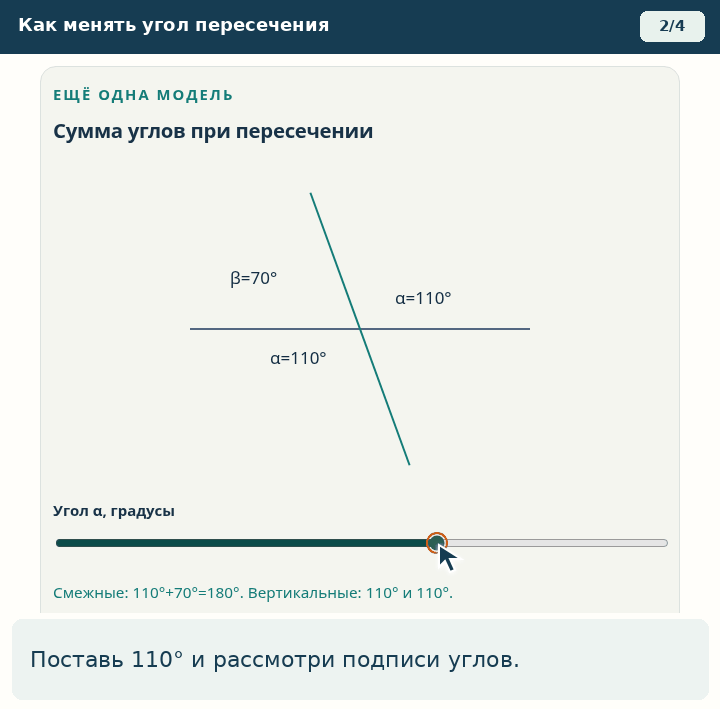 Как менять угол пересечения
2/4
ЕЩЁ ОДНА МОДЕЛЬ
Сумма углов при пересечении
β=70°
α=110°
α=110°
Угол α, градусы
Смежные: 110°+70°=180°. Вертикальные: 110° и 110°.
Поставь 110° и рассмотри подписи углов.